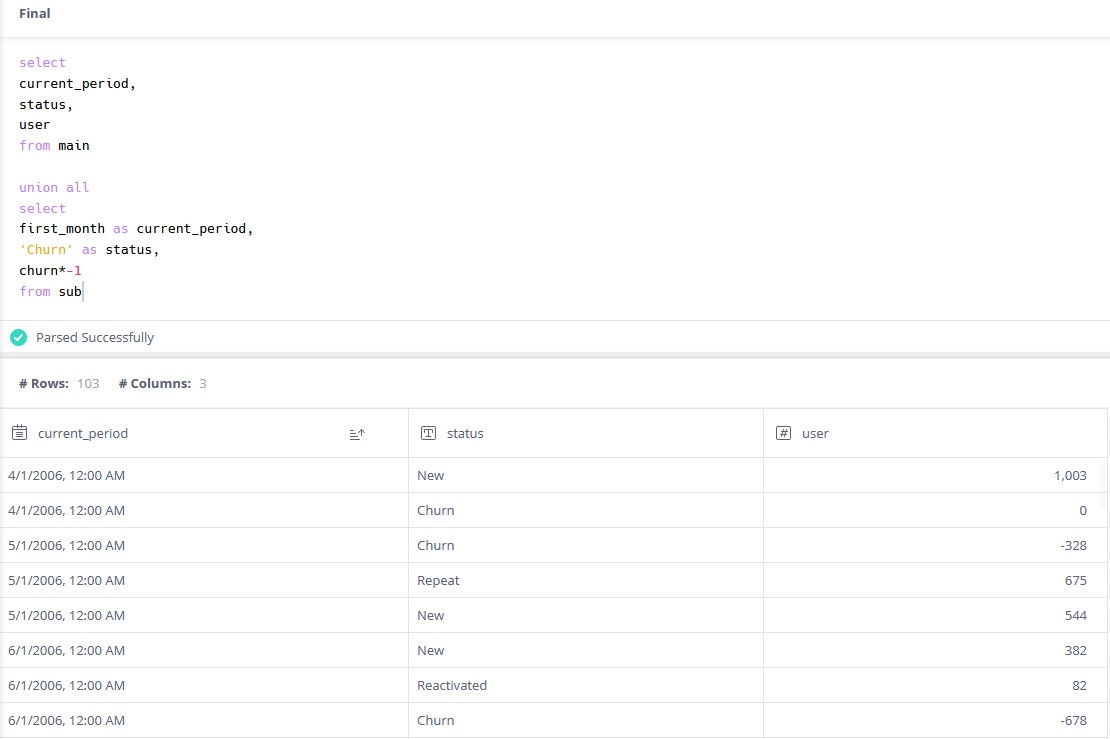 Final
select
current_period,
status,
user
from main
union all
select
first_month as current_period,
'Churn' as status,
churn*-1
from sub
Parsed Successfully
# Rows: 103 # Columns: 3
current_period status user
4/1/2006, 12:00 AM New 1,003
4/1/2006, 12:00 AM Churn 0
5/1/2006, 12:00 AM Churn -328
5/1/2006, 12:00 AM Repeat 675
5/1/2006, 12:00 AM New 544
6/1/2006, 12:00 AM New 382
6/1/2006, 12:00 AM Reactivated 82
6/1/2006, 12:00 AM Churn -678